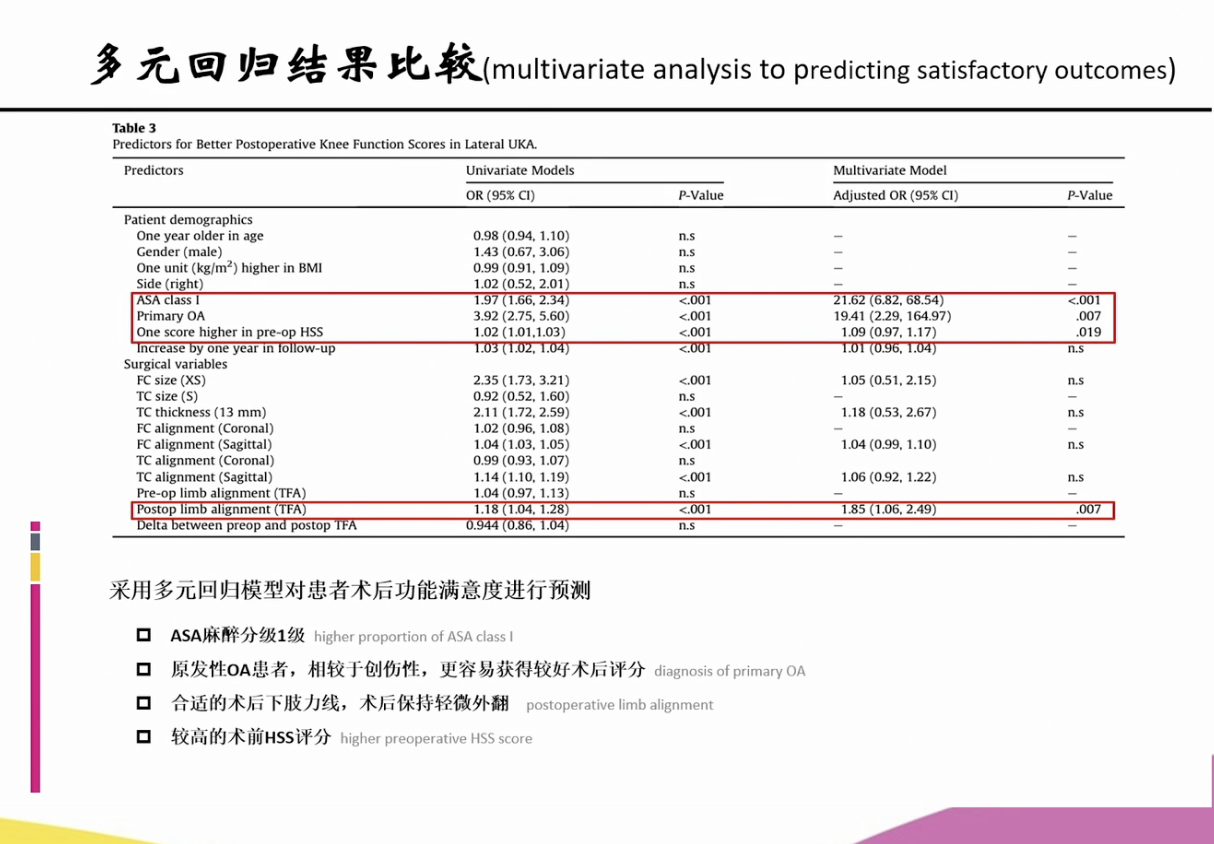 多元回归结果比较(multivariate analysis to predicting satisfactory outcomes)
Table 3
Predictors for Better Postoperative Knee Function Scores in Lateral UKA.
Predictors Univariate Models Multivariate Model
OR (95% CI) P-Value Adjusted OR (95% CI) P-Value
Patient demographics
One year older in age 0.98 (0.94, 1.10) n.s — —
Gender (male) 1.43 (0.67, 3.06) n.s — —
One unit (kg/m²) higher in BMI 0.99 (0.91, 1.09) n.s — —
Side (right) 1.02 (0.52, 2.01) n.s — —
ASA class I 1.97 (1.66, 2.34) <.001 21.62 (6.82, 68.54) <.001
Primary OA 3.92 (2.75, 5.60) <.001 19.41 (2.29, 164.97) .007
One score higher in pre-op HSS 1.02 (1.01,1.03) <.001 1.09 (0.97, 1.17) .019
Increase by one year in follow-up 1.03 (1.02, 1.04) <.001 1.01 (0.96, 1.04) n.s
Surgical variables
FC size (XS) 2.35 (1.73, 3.21) <.001 1.05 (0.51, 2.15) n.s
TC size (S) 0.92 (0.52, 1.60) n.s — —
TC thickness (13 mm) 2.11 (1.72, 2.59) <.001 1.18 (0.53, 2.67) n.s
FC alignment (Coronal) 1.02 (0.96, 1.08) n.s — —
FC alignment (Sagittal) 1.04 (1.03, 1.05) <.001 1.04 (0.99, 1.10) n.s
TC alignment (Coronal) 0.99 (0.93, 1.07) n.s
TC alignment (Sagittal) 1.14 (1.10, 1.19) <.001 1.06 (0.92, 1.22) n.s
Pre-op limb alignment (TFA) 1.04 (0.97, 1.13) n.s — —
Postop limb alignment (TFA) 1.18 (1.04, 1.28) <.001 1.85 (1.06, 2.49) .007
Delta between preop and postop TFA 0.944 (0.86, 1.04) n.s — —
采用多元回归模型对患者术后功能满意度进行预测
ASA麻醉分级1级 higher proportion of ASA class I
原发性OA患者，相较于创伤性，更容易获得较好术后评分 diagnosis of primary OA
合适的术后下肢力线，术后保持轻微外翻 postoperative limb alignment
较高的术前HSS评分 higher preoperative HSS score